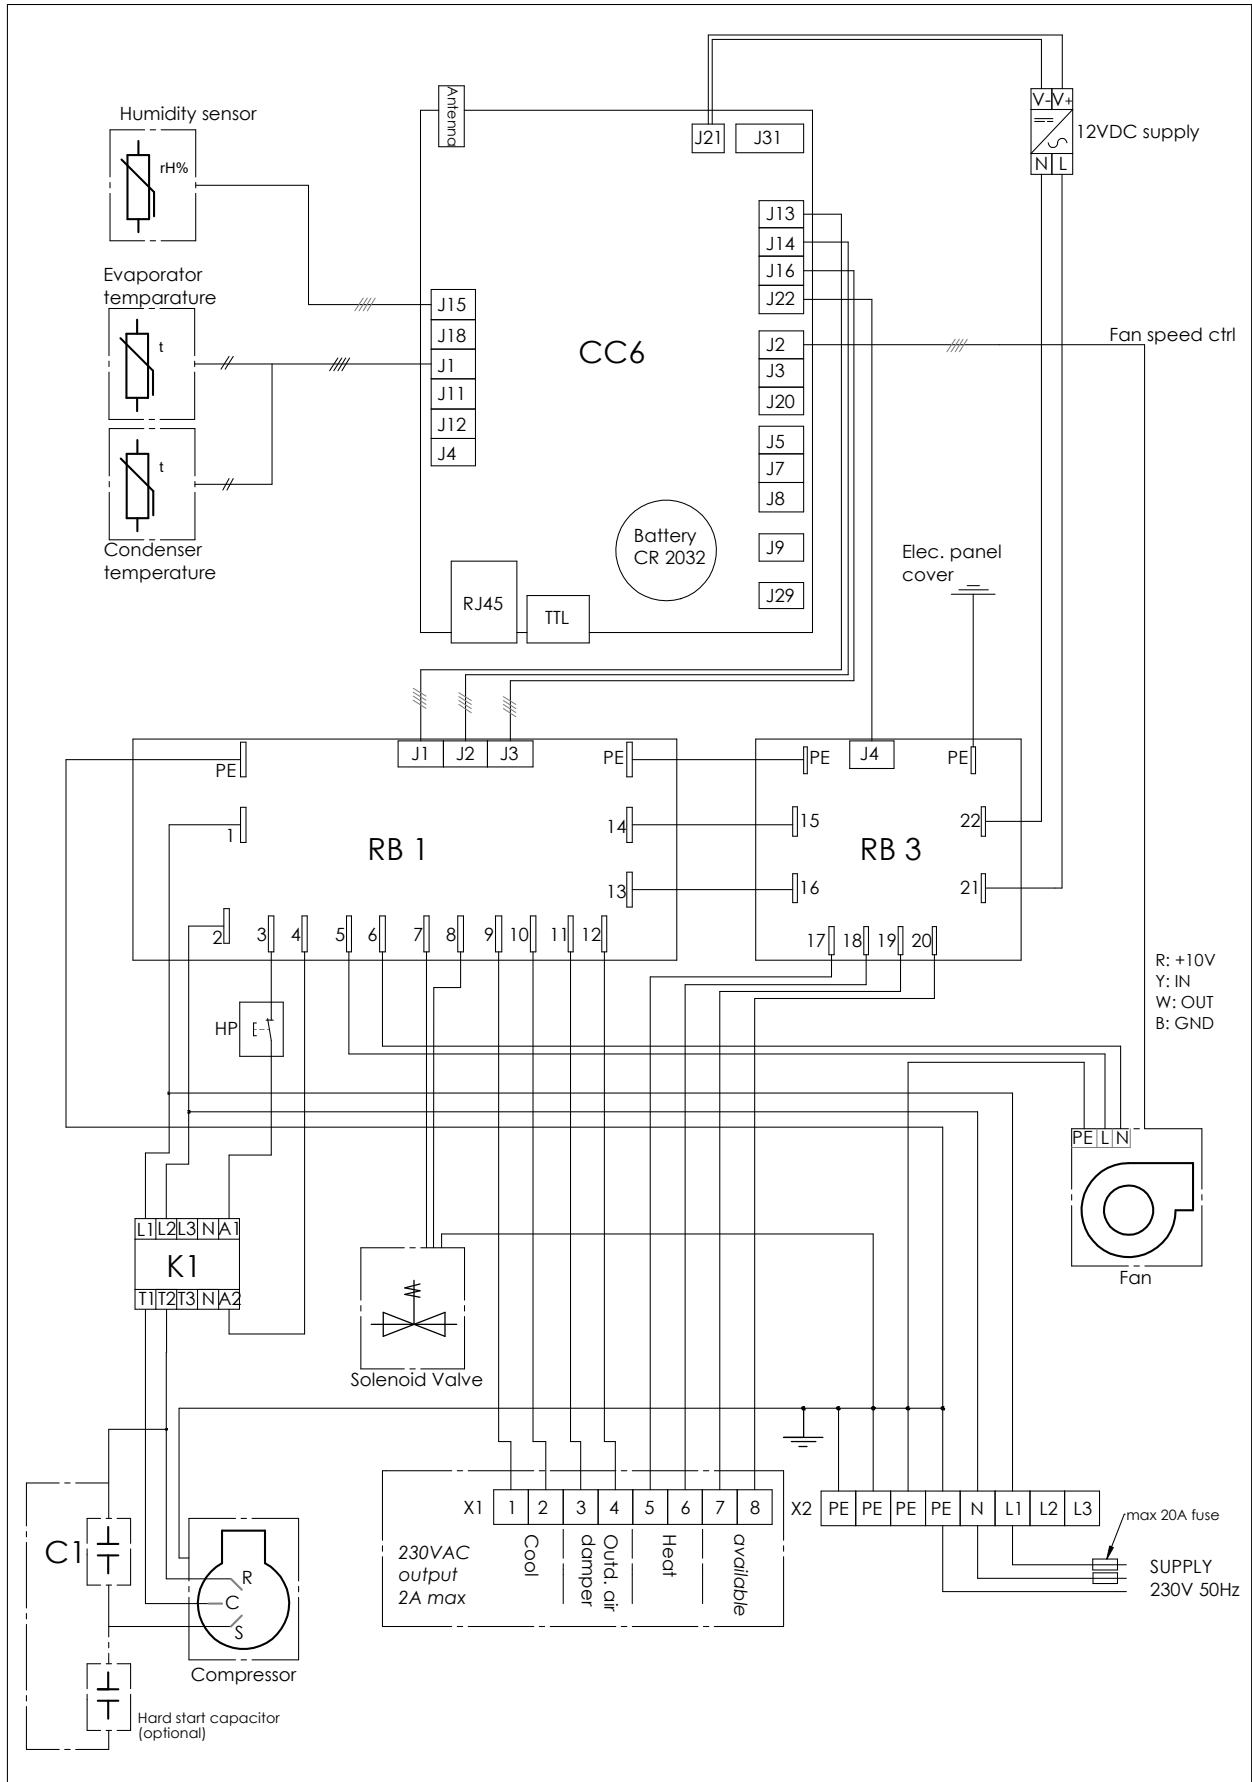 Antenna
Humidity sensor
rH%
J21
J31
V-
V+
12VDC supply
N
L
J13
J14
J16
J22
Evaporator
temparature
t
J15
J18
J1
J11
J12
J4
CC6
J2
J3
J20
Fan speed ctrl
t
Condenser
temperature
J5
J7
J8
Battery
CR 2032
J9
J29
Elec. panel
cover
RJ45
TTL
PE
J1
J2
J3
PE
PE
J4
PE
1
14
15
22
RB 1
RB 3
13
16
21
2
3
4
5
6
7
8
9
10
11
12
17
18
19
20
R: +10V
Y: IN
W: OUT
B: GND
HP
PE
L
N
Fan
L1
L2
L3
N
A1
K1
T1
T2
T3
N
A2
Solenoid Valve
X1
1
2
3
4
5
6
7
8
X2
PE
PE
PE
PE
N
L1
L2
L3
max 20A fuse
230VAC
output
2A max
Cool
Outd. air
damper
Heat
available
SUPPLY
230V 50Hz
C1
R
C
S
Compressor
Hard start capacitor
(optional)